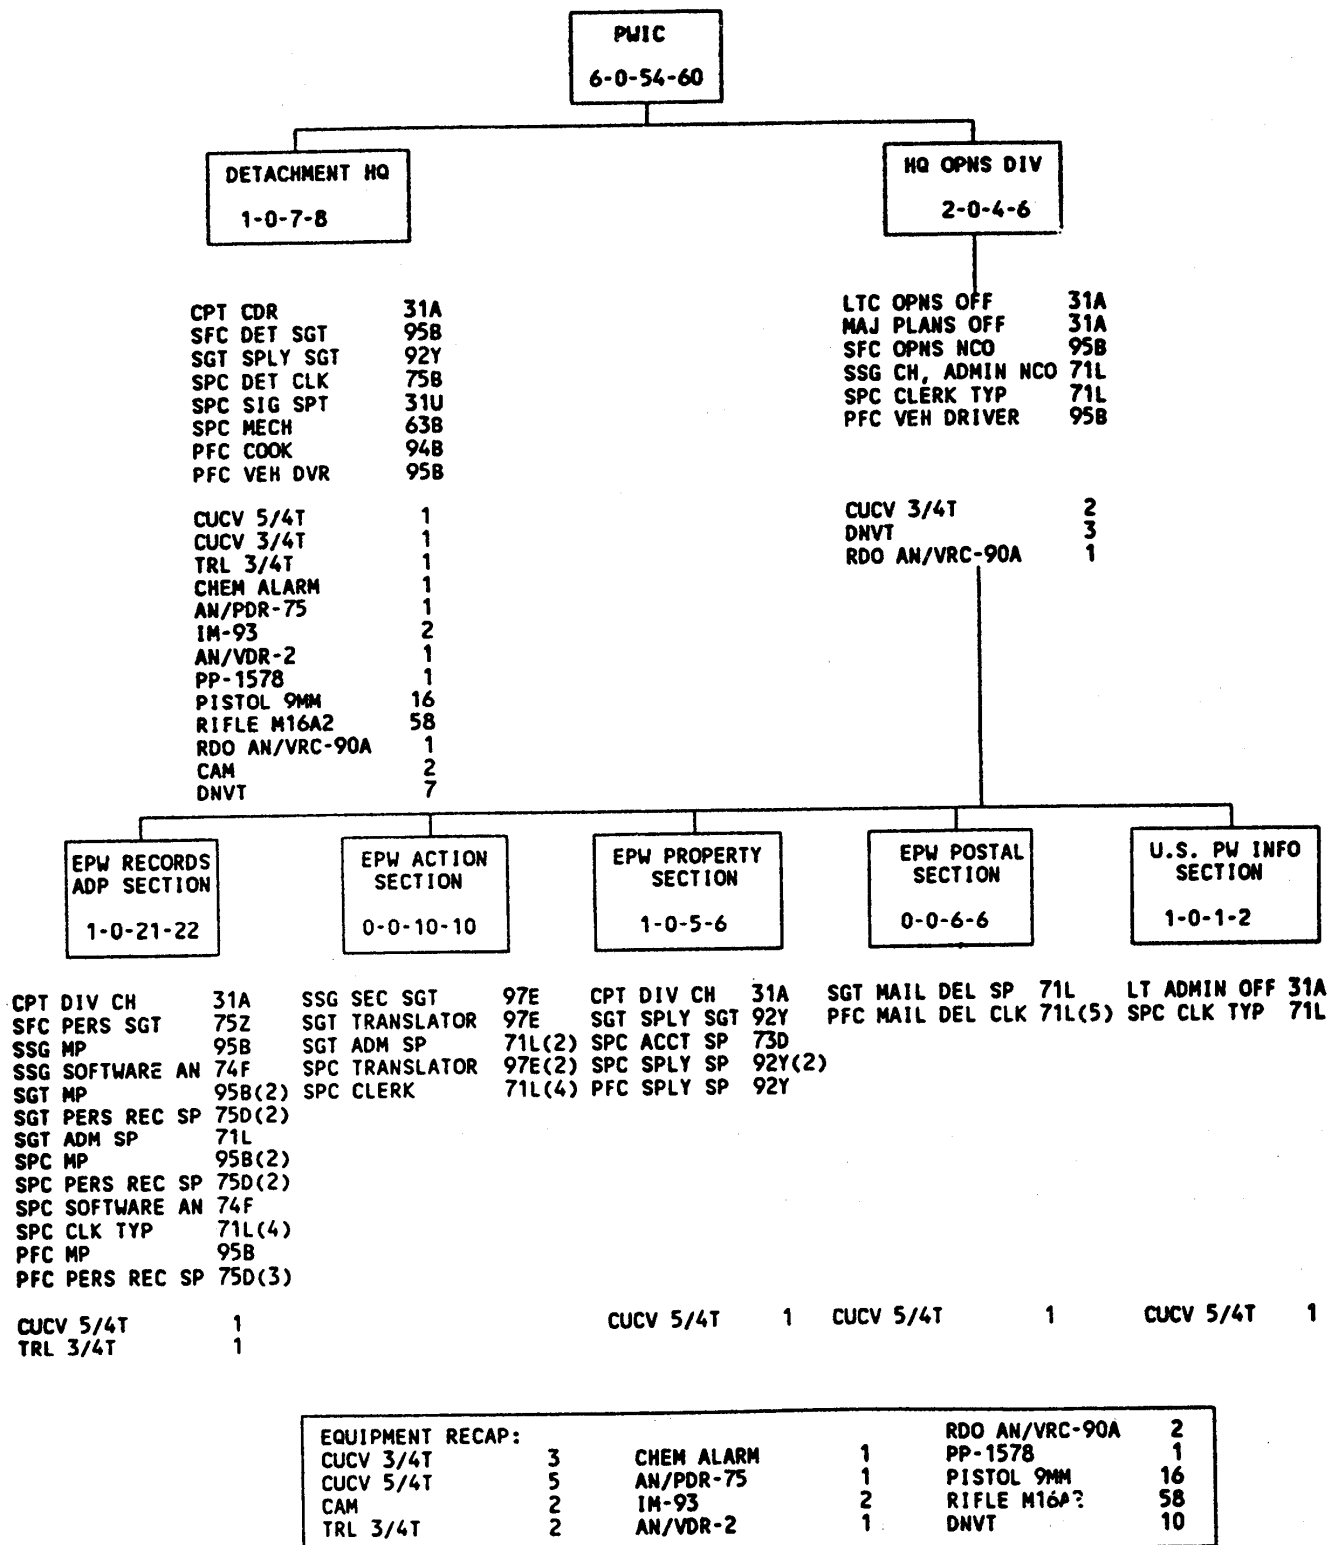 PWIC
6-0-54-60
DETACHMENT HQ
1-0-7-8
HQ OPNS DIV
2-0-4-6
CPT CDR 31A
SFC DET SGT 95B
SGT SPLY SGT 92Y
SPC DET CLK 75B
SPC SIG SPT 31U
SPC MECH 63B
PFC COOK 94B
PFC VEH DVR 95B
CUCV 5/4T 1
CUCV 3/4T 1
TRL 3/4T 1
CHEM ALARM 1
AN/PDR-75 1
IM-93 2
AN/VDR-2 1
PP-1578 1
PISTOL 9MM 16
RIFLE M16A2 58
RDO AN/VRC-90A 1
CAM 2
DNVT 7
LTC OPNS OFF 31A
MAJ PLANS OFF 31A
SFC OPNS NCO 95B
SSG CH, ADMIN NCO 71L
SPC CLERK TYP 71L
PFC VEH DRIVER 95B
CUCV 3/4T 2
DNVT 3
RDO AN/VRC-90A 1
EPW RECORDS
ADP SECTION
1-0-21-22
EPW ACTION
SECTION
0-0-10-10
EPW PROPERTY
SECTION
1-0-5-6
EPW POSTAL
SECTION
0-0-6-6
U.S. PW INFO
SECTION
1-0-1-2
CPT DIV CH 31A
SFC PERS SGT 75Z
SSG MP 95B
SSG SOFTWARE AN 74F
SGT MP 95B(2)
SGT PERS REC SP 75D(2)
SGT ADM SP 71L
SPC MP 95B(2)
SPC PERS REC SP 75D(2)
SPC SOFTWARE AN 74F
SPC CLK TYP 71L(4)
PFC MP 95B
PFC PERS REC SP 75D(3)
CUCV 5/4T 1
TRL 3/4T 1
SSG SEC SGT 97E
SGT TRANSLATOR 97E
SGT ADM SP 71L(2)
SPC TRANSLATOR 97E(2)
SPC CLERK 71L(4)
CPT DIV CH 31A
SGT SPLY SGT 92Y
SPC ACCT SP 73D
SPC SPLY SP 92Y(2)
PFC SPLY SP 92Y
CUCV 5/4T 1
SGT MAIL DEL SP 71L
PFC MAIL DEL CLK 71L(5)
CUCV 5/4T 1
LT ADMIN OFF 31A
SPC CLK TYP 71L
CUCV 5/4T 1
EQUIPMENT RECAP:
CUCV 3/4T 3
CUCV 5/4T 5
CAM 2
TRL 3/4T 2
CHEM ALARM 1
AN/PDR-75 1
IM-93 2
AN/VDR-2 1
RDO AN/VRC-90A 2
PP-1578 1
PISTOL 9MM 16
RIFLE M16A2 58
DNVT 10